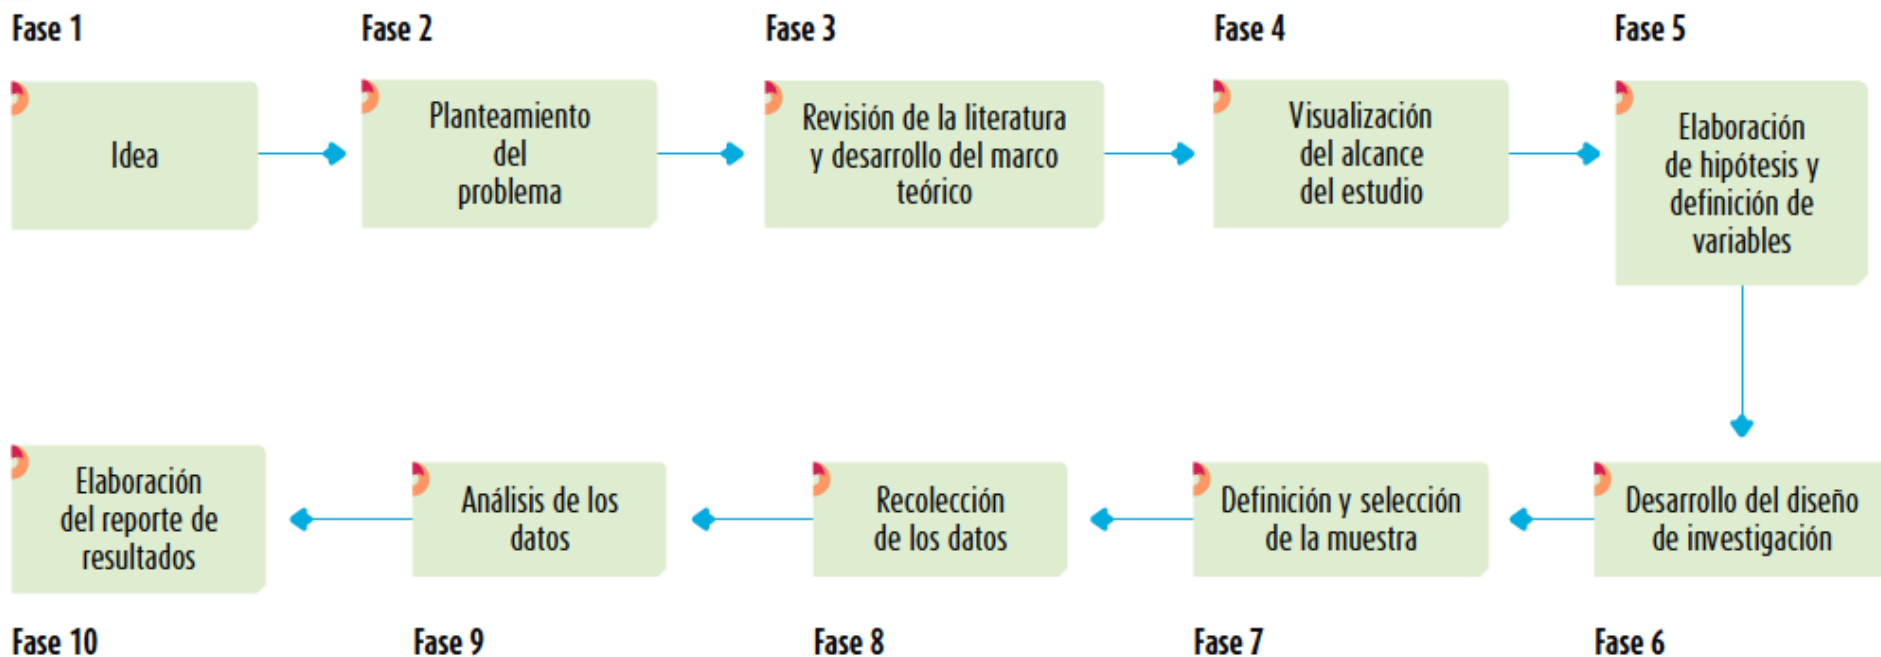 Fase 1
Idea
Fase 2
Planteamiento
del
problema
Fase 3
Revisión de la literatura
y desarrollo del marco
teórico
Fase 4
Visualización
del alcance
del estudio
Fase 5
Elaboración
de hipótesis y
definición de
variables
Desarrollo del diseño
de investigación
Fase 6
Definición y selección
de la muestra
Fase 7
Recolección
de los datos
Fase 8
Análisis de los
datos
Fase 9
Elaboración
del reporte de
resultados
Fase 10